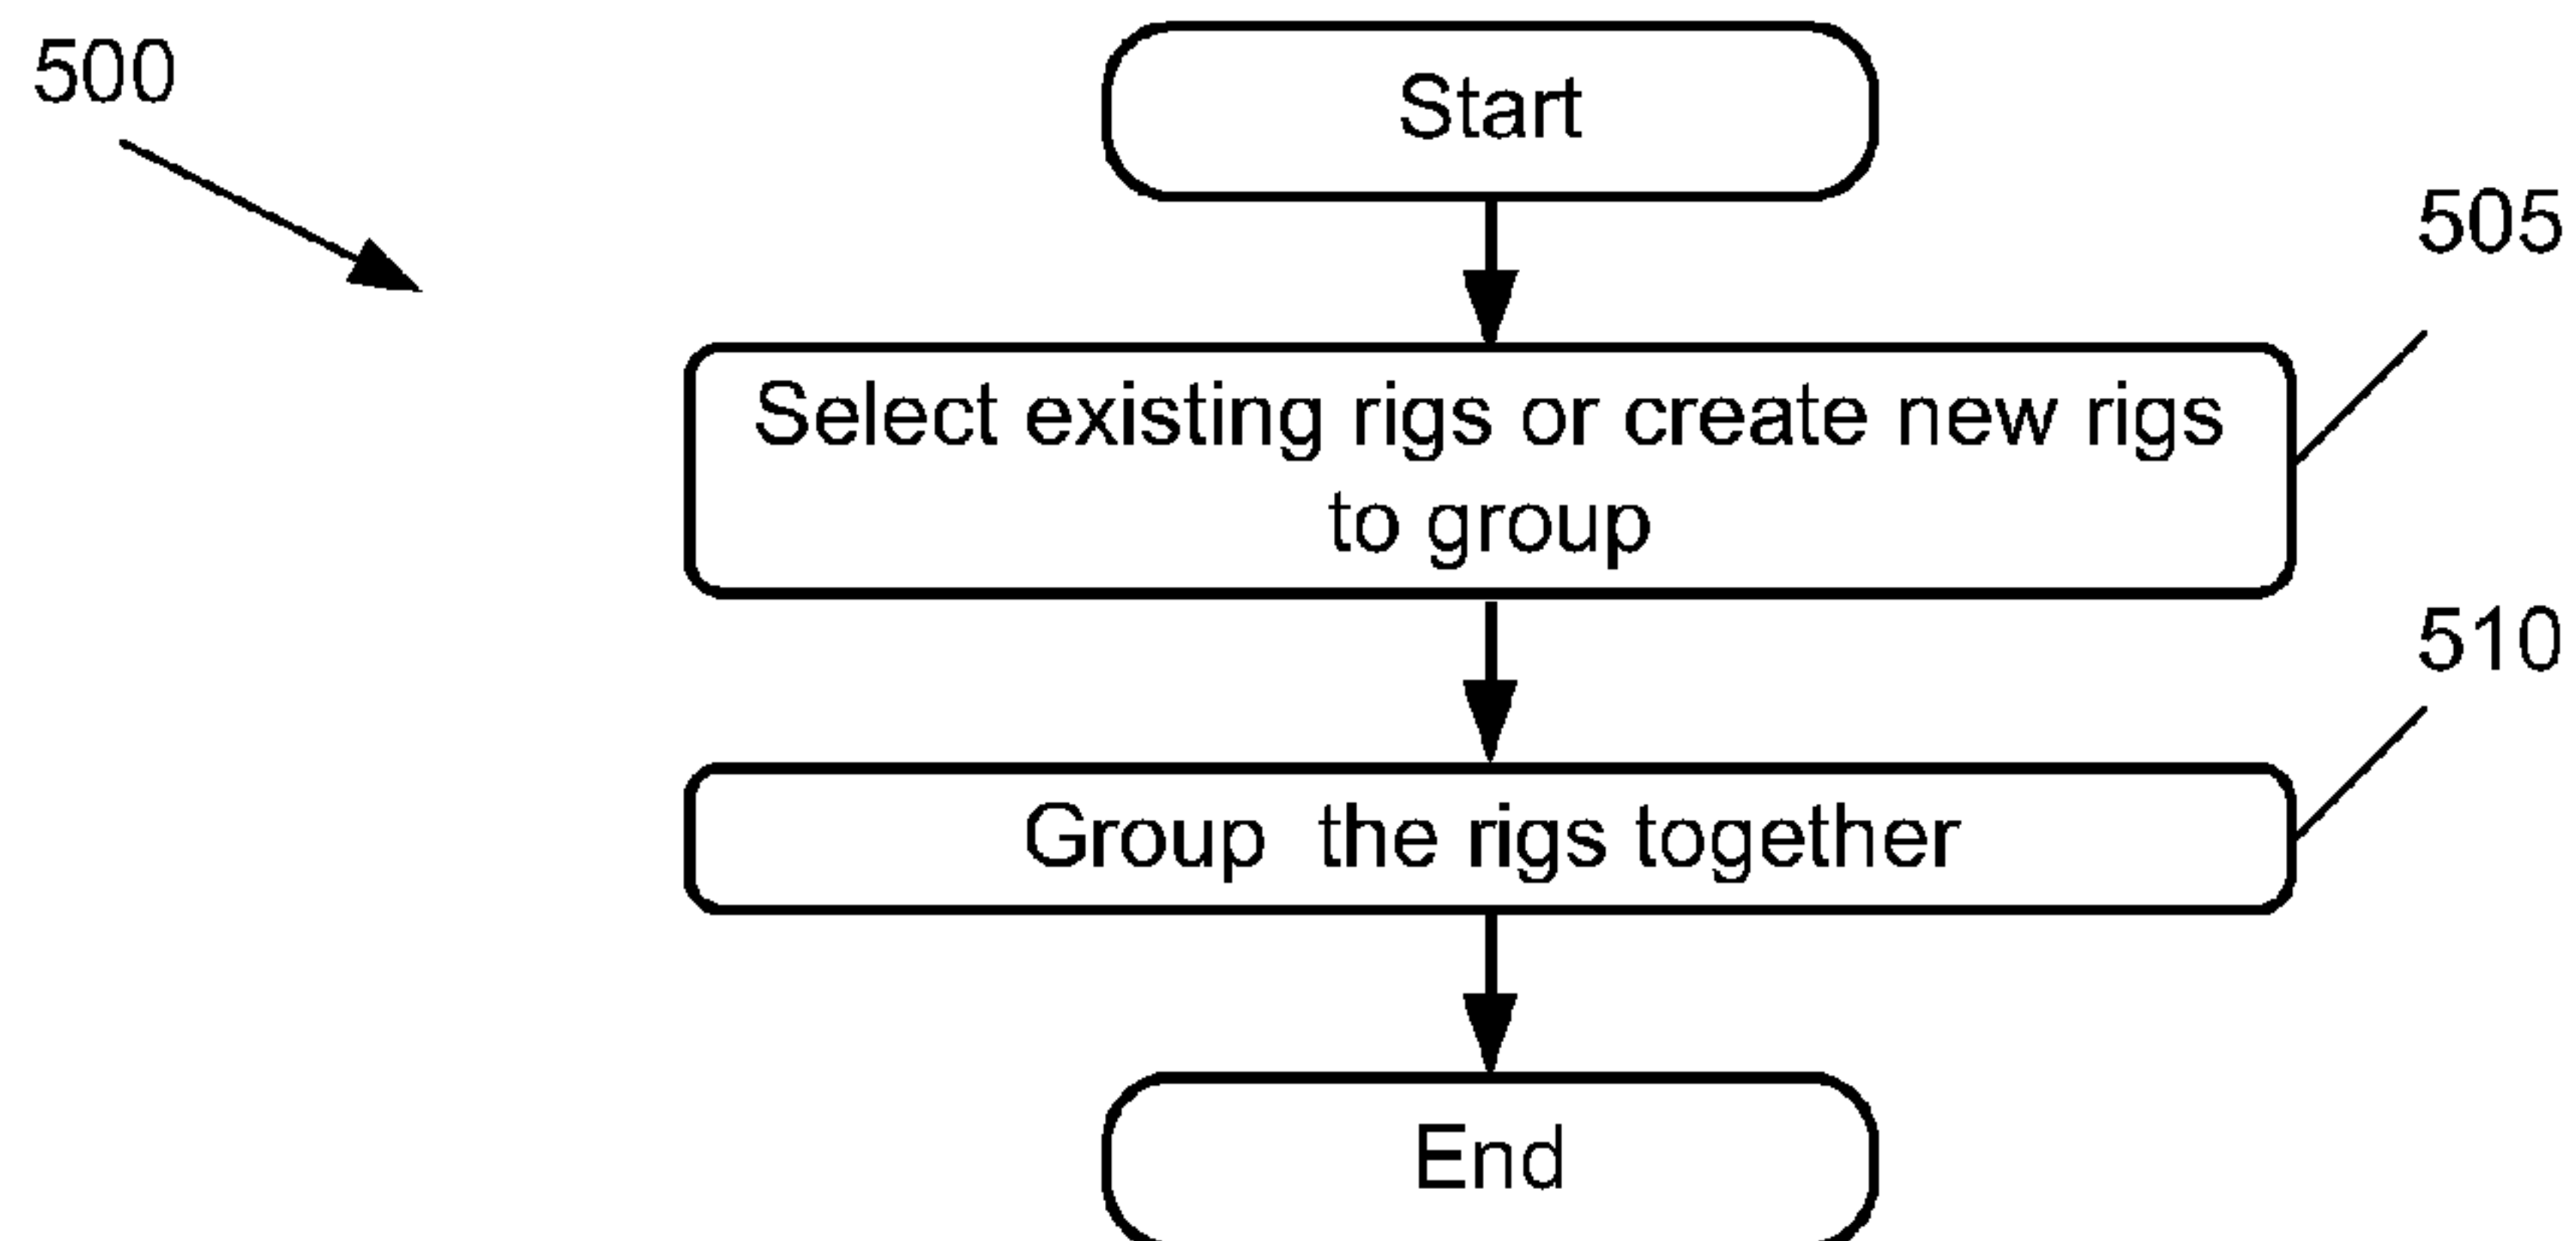 500
Start
505
Select existing rigs or create new rigs
to group
510
Group the rigs together
End